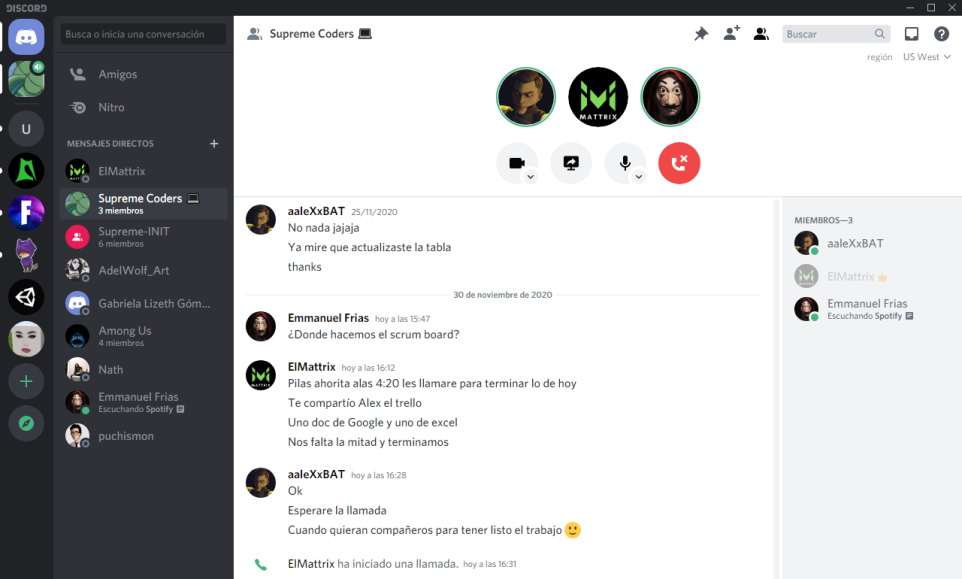 DISCORD
Busca o inicia una conversación
Amigos
Nitro
MENSAJES DIRECTOS
ElMattrix
Supreme Coders
3 miembros
Supreme-INIT
6 miembros
AdelWolf_Art
Gabriela Lizeth Góm...
Among Us
4 miembros
Nath
Emmanuel Frias
Escuchando Spotify
puchismon
U
F
Supreme Coders
Buscar
región US West
MATTRIX
aaleXxBAT 25/11/2020
No nada jajaja
Ya mire que actualizaste la tabla
thanks
30 de noviembre de 2020
Emmanuel Frias hoy a las 15:47
¿Donde hacemos el scrum board?
ElMattrix hoy a las 16:12
Pilas ahorita alas 4:20 les llamare para terminar lo de hoy
Te compartío Alex el trello
Uno doc de Google y uno de excel
Nos falta la mitad y terminamos
aaleXxBAT hoy a las 16:28
Ok
Esperare la llamada
Cuando quieran compañeros para tener listo el trabajo
ElMattrix ha iniciado una llamada. hoy a las 16:31
MIEMBROS—3
aaleXxBAT
ElMattrix
Emmanuel Frias
Escuchando Spotify